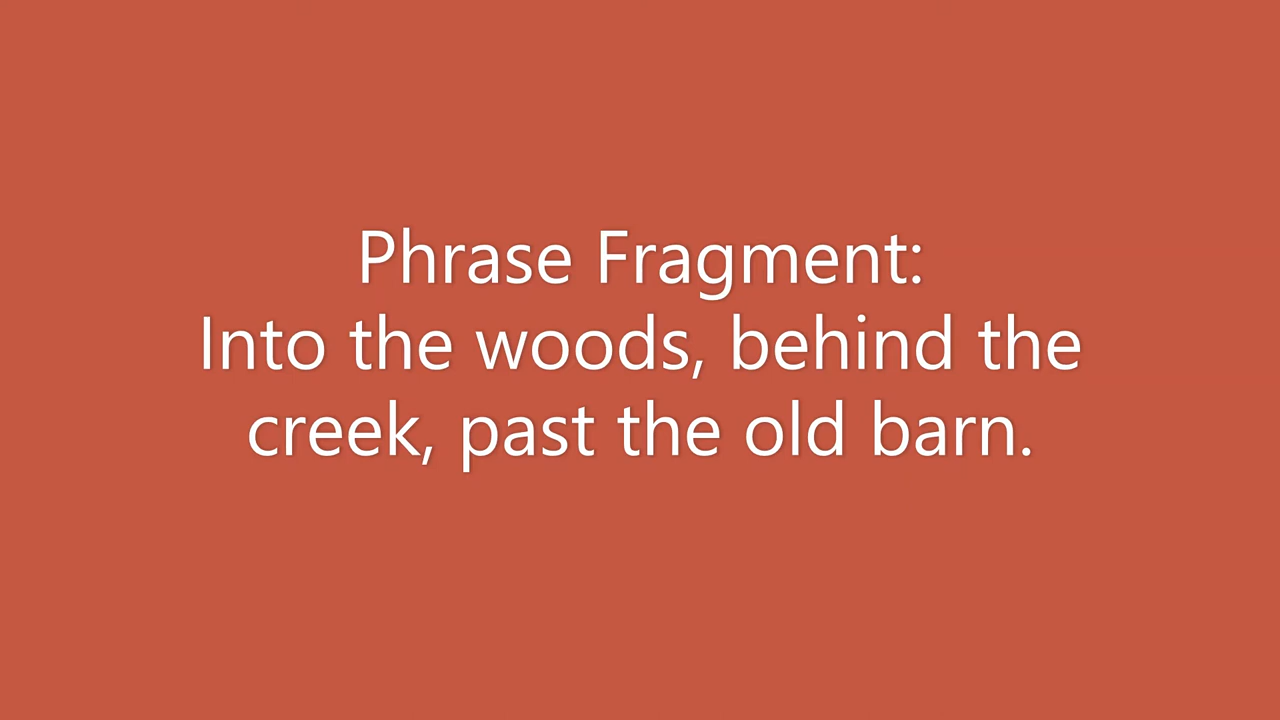 Phrase Fragment:
Into the woods, behind the
creek, past the old barn.